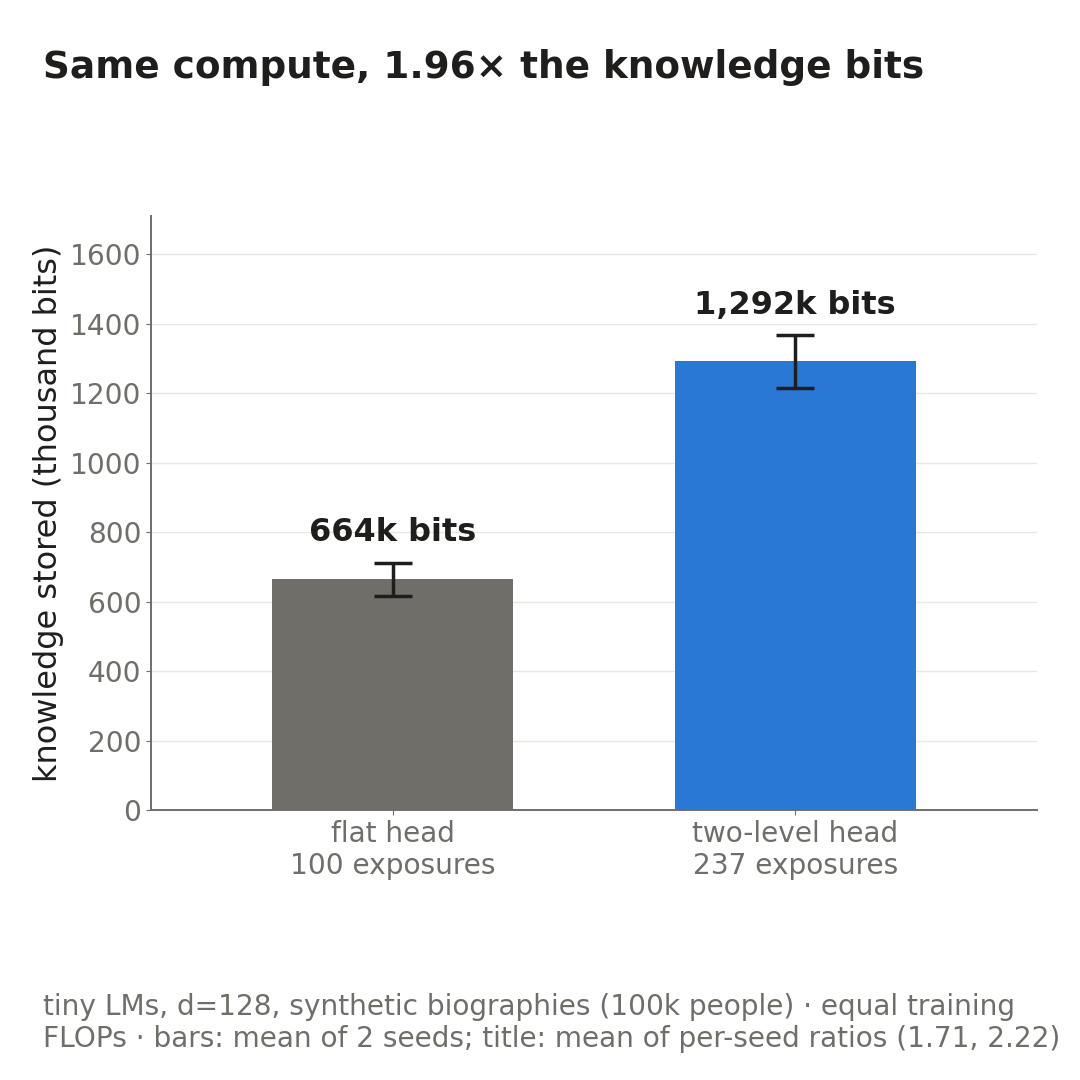 Same compute, 1.96× the knowledge bits
knowledge stored (thousand bits)
1600
1400
1200
1000
800
600
400
200
0
664k bits
1,292k bits
flat head
100 exposures
two-level head
237 exposures
tiny LMs, d=128, synthetic biographies (100k people) · equal training
FLOPs · bars: mean of 2 seeds; title: mean of per-seed ratios (1.71, 2.22)